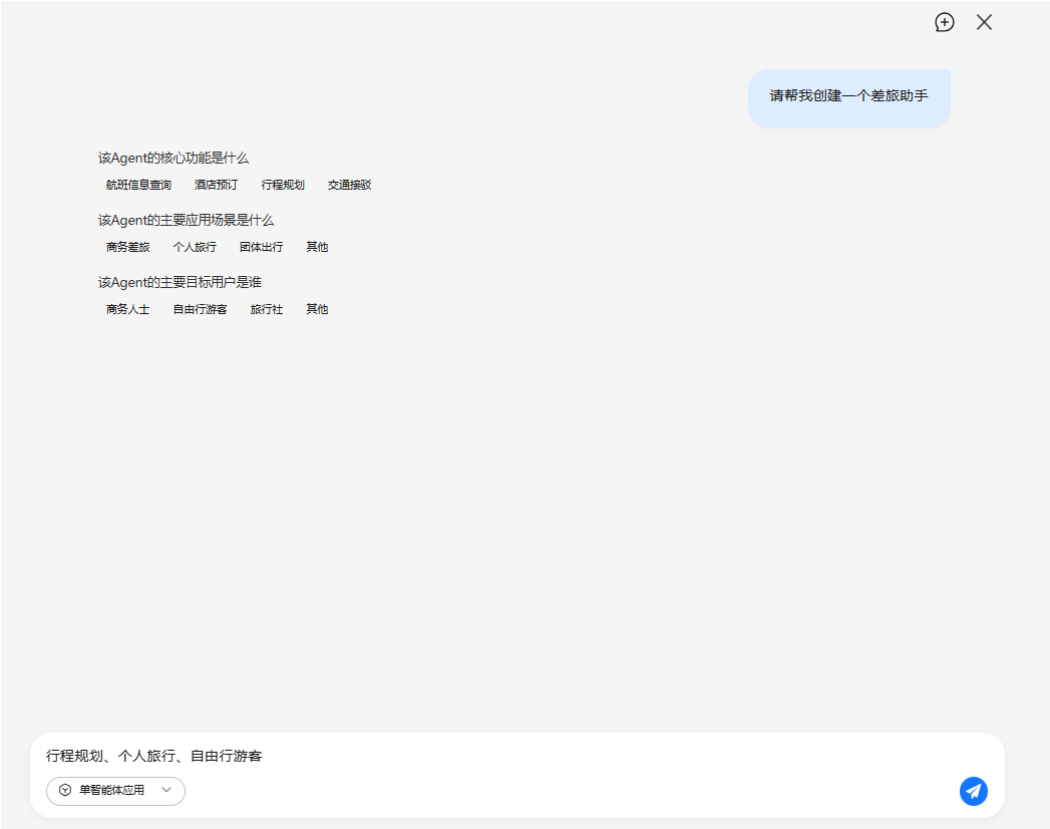 请帮我创建一个差旅助手
该Agent的核心功能是什么
航班信息查询 酒店预订 行程规划 交通接驳
该Agent的主要应用场景是什么
商务差旅 个人旅行 团体出行 其他
该Agent的主要目标用户是谁
商务人士 自由行游客 旅行社 其他
行程规划、个人旅行、自由行游客
单智能体应用